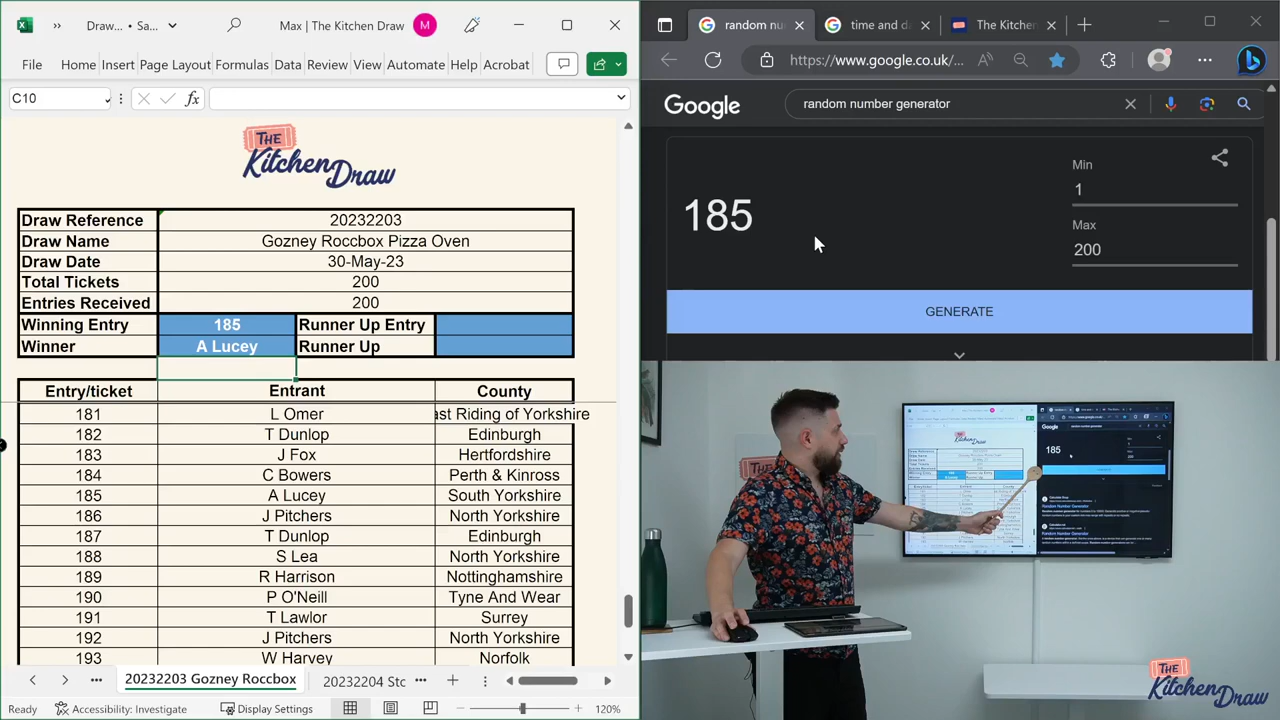 Draw... • Sa...
Max | The Kitchen Draw
M
File Home Insert Page Layout Formulas Data Review View Automate Help Acrobat
C10
fx
THE
Kitchen Draw
Draw Reference 20232203
Draw Name Gozney Roccbox Pizza Oven
Draw Date 30-May-23
Total Tickets 200
Entries Received 200
Winning Entry 185 Runner Up Entry
Winner A Lucey Runner Up
Entry/ticket Entrant County
181 L Omer ast Riding of Yorkshire
182 T Dunlop Edinburgh
183 J Fox Hertfordshire
184 C Bowers Perth & Kinross
185 A Lucey South Yorkshire
186 J Pitchers North Yorkshire
187 T Dunlop Edinburgh
188 S Lea North Yorkshire
189 R Harrison Nottinghamshire
190 P O'Neill Tyne And Wear
191 T Lawlor Surrey
192 J Pitchers North Yorkshire
193 W Harvey Norfolk
20232203 Gozney Roccbox 20232204 Stc ...
Ready Accessibility: Investigate Display Settings 120%
random nu time and d The Kitchen
https://www.google.co.uk/...
Google random number generator
Min
1
185
Max
200
GENERATE
185
THE
Kitchen Draw